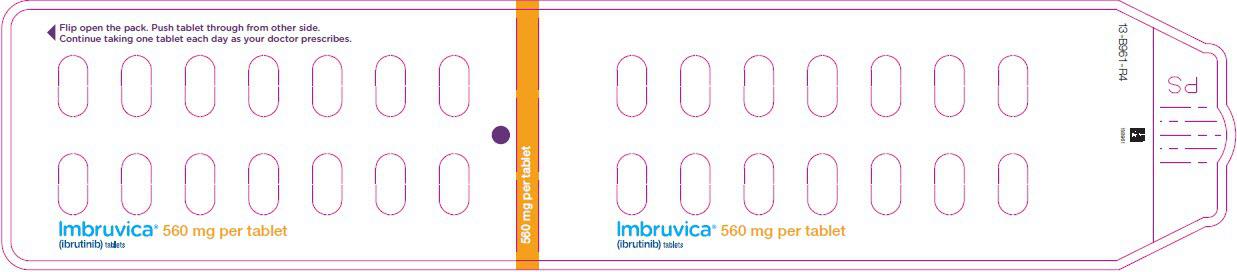 Flip open the pack. Push tablet through from other side.
Continue taking one tablet each day as your doctor prescribes.
Imbruvica® 560 mg per tablet
(ibrutinib) tablets
560 mg per tablet
Imbruvica® 560 mg per tablet
(ibrutinib) tablets
13-B961-R4
PS